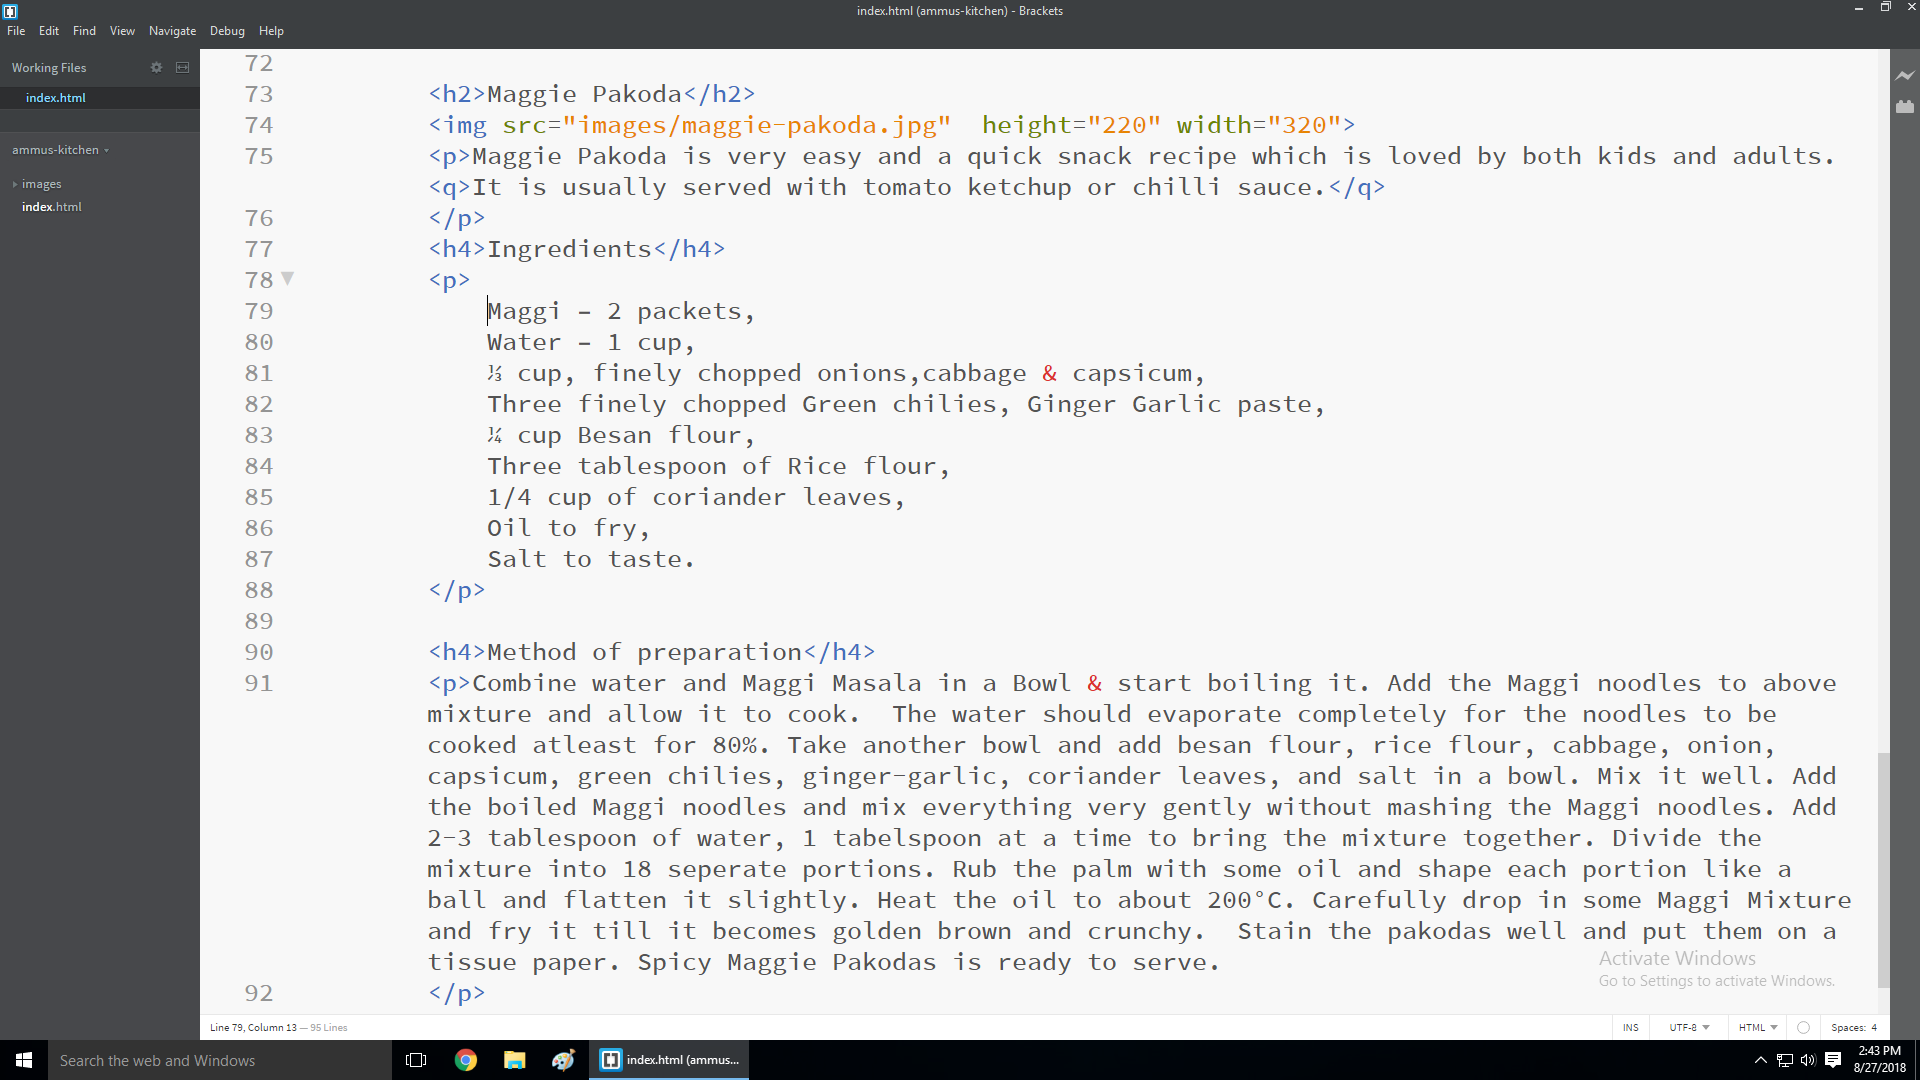 index.html (ammus-kitchen) - Brackets
File Edit Find View Navigate Debug Help
Working Files
index.html
ammus-kitchen
images
index.html
72
73 <h2>Maggie Pakoda</h2>
74 <img src="images/maggie-pakoda.jpg"  height="220" width="320">
75 <p>Maggie Pakoda is very easy and a quick snack recipe which is loved by both kids and adults.
<q>It is usually served with tomato ketchup or chilli sauce.</q>
76 </p>
77 <h4>Ingredients</h4>
78 <p>
79 Maggi – 2 packets,
80 Water – 1 cup,
81 ⅓ cup, finely chopped onions,cabbage & capsicum,
82 Three finely chopped Green chilies, Ginger Garlic paste,
83 ¼ cup Besan flour,
84 Three tablespoon of Rice flour,
85 1/4 cup of coriander leaves,
86 Oil to fry,
87 Salt to taste.
88 </p>
89
90 <h4>Method of preparation</h4>
91 <p>Combine water and Maggi Masala in a Bowl & start boiling it. Add the Maggi noodles to above
mixture and allow it to cook.  The water should evaporate completely for the noodles to be
cooked atleast for 80%. Take another bowl and add besan flour, rice flour, cabbage, onion,
capsicum, green chilies, ginger-garlic, coriander leaves, and salt in a bowl. Mix it well. Add
the boiled Maggi noodles and mix everything very gently without mashing the Maggi noodles. Add
2-3 tablespoon of water, 1 tabelspoon at a time to bring the mixture together. Divide the
mixture into 18 seperate portions. Rub the palm with some oil and shape each portion like a
ball and flatten it slightly. Heat the oil to about 200°C. Carefully drop in some Maggi Mixture
and fry it till it becomes golden brown and crunchy.  Stain the pakodas well and put them on a
tissue paper. Spicy Maggie Pakodas is ready to serve.
92 </p>
Activate Windows
Go to Settings to activate Windows.
Line 79, Column 13 — 95 Lines
INS UTF-8 HTML Spaces: 4
Search the web and Windows
index.html (ammus...
2:43 PM
8/27/2018